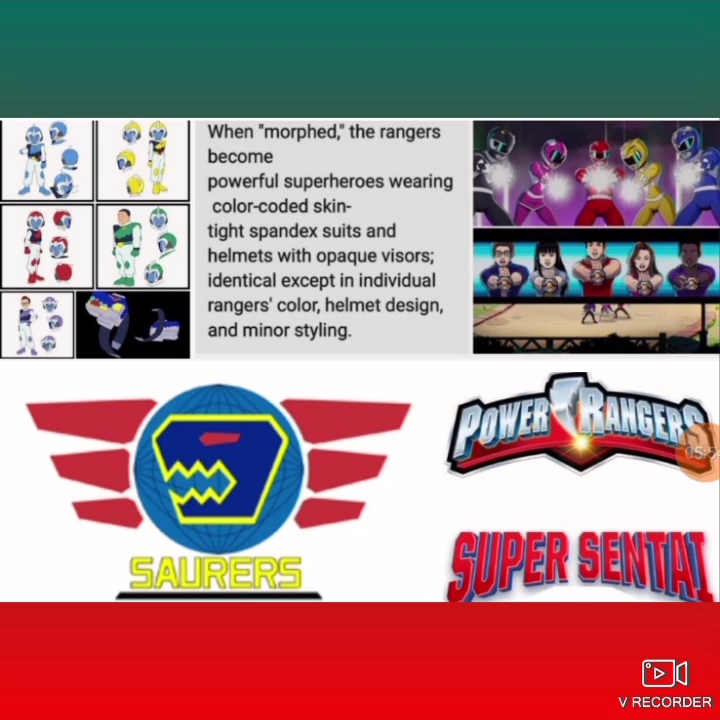 When "morphed," the rangers
become
powerful superheroes wearing
color-coded skin-
tight spandex suits and
helmets with opaque visors;
identical except in individual
rangers' color, helmet design,
and minor styling.
POWER RANGERS
SAURERS
SUPER SENTAI
V RECORDER